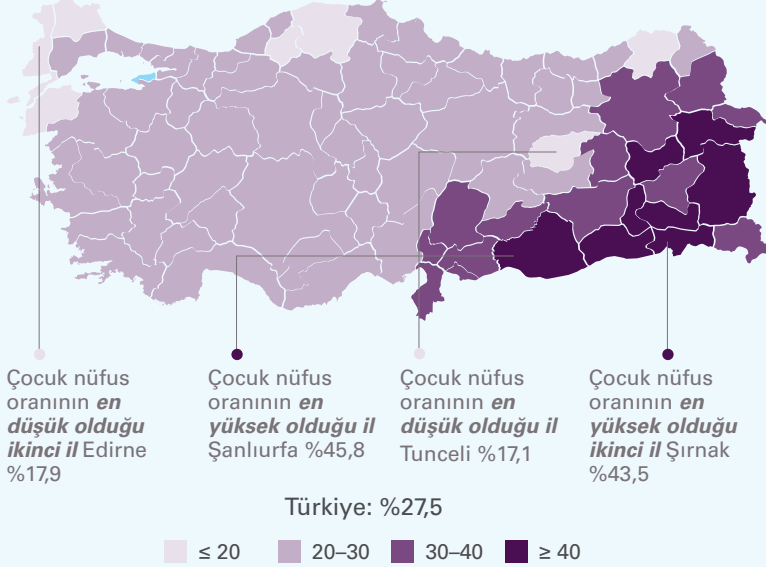 Çocuk nüfus
oranının en
düşük olduğu
ikinci il Edirne
%17,9
Çocuk nüfus
oranının en
yüksek olduğu il
Şanlıurfa %45,8
Çocuk nüfus
oranının en
düşük olduğu il
Tunceli %17,1
Çocuk nüfus
oranının en
yüksek olduğu
ikinci il Şırnak
%43,5
Türkiye: %27,5
≤ 20 20–30 30–40 ≥ 40